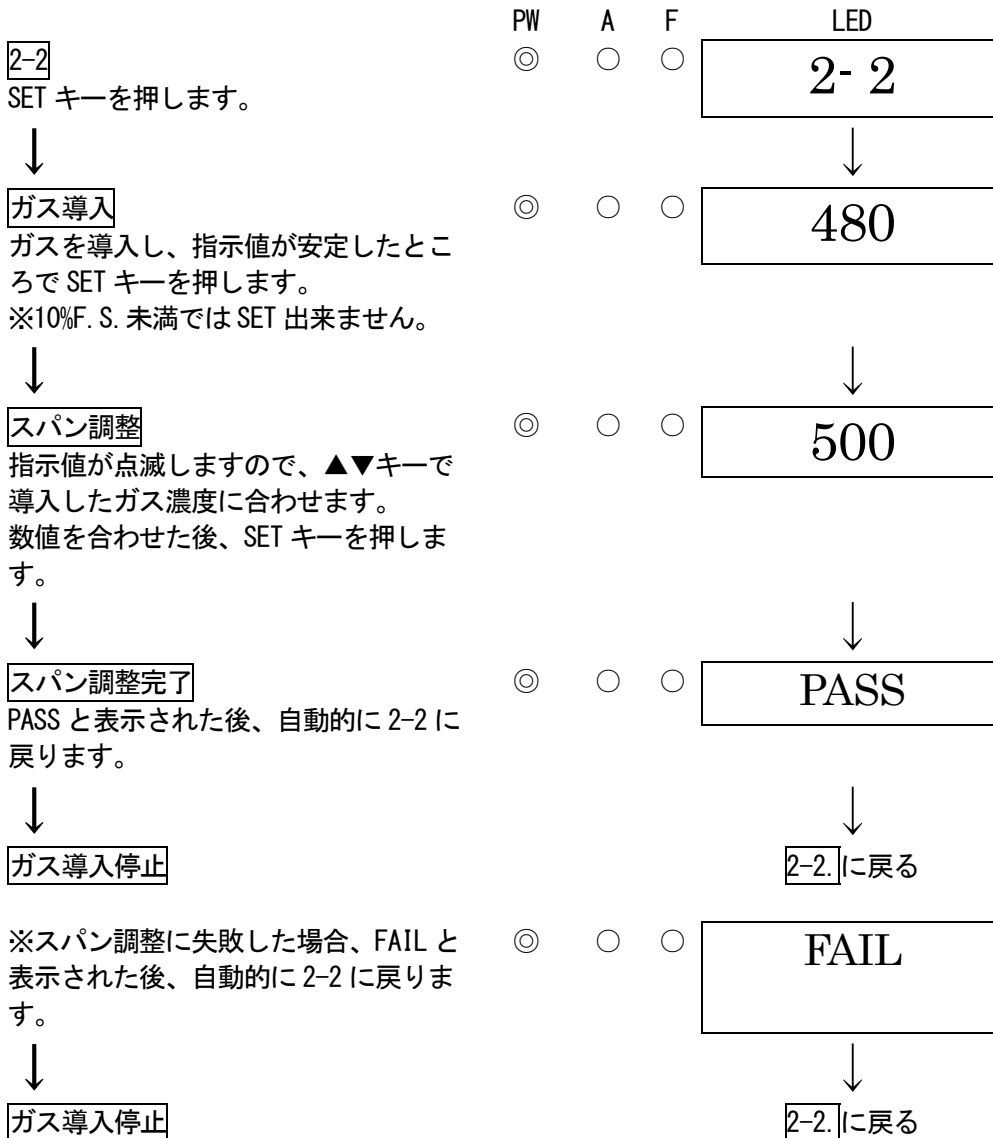 PW A F LED
2-2 ◎ ○ ○ 2- 2
SET キーを押します。
↓ ↓
ガス導入 ◎ ○ ○ 480
ガスを導入し、指示値が安定したとこ
ろで SET キーを押します。
※10%F.S.未満では SET 出来ません。
↓ ↓
スパン調整 ◎ ○ ○ 500
指示値が点滅しますので、▲▼キーで
導入したガス濃度に合わせます。
数値を合わせた後、SET キーを押しま
す。
↓ ↓
スパン調整完了 ◎ ○ ○ PASS
PASS と表示された後、自動的に 2-2 に
戻ります。
↓ ↓
ガス導入停止 2-2.に戻る
※スパン調整に失敗した場合、FAIL と ◎ ○ ○ FAIL
表示された後、自動的に 2-2 に戻りま
す。
↓ ↓
ガス導入停止 2-2.に戻る